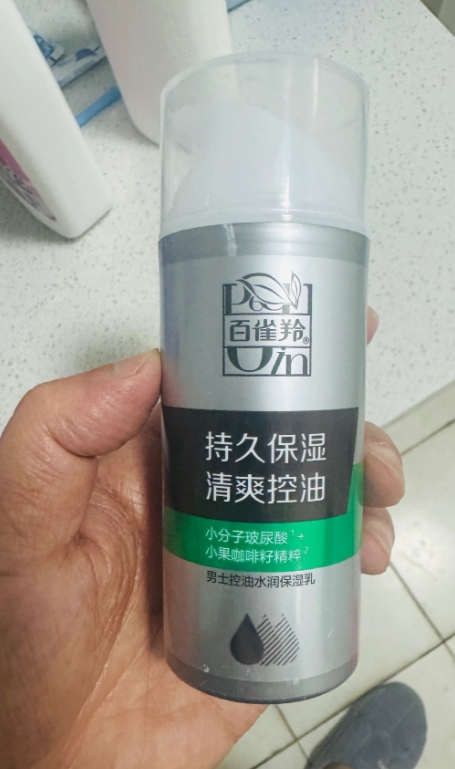 百雀羚®
持久保湿
清爽控油
小分子玻尿酸¹+
小果咖啡籽精粹²
男士控油水润保湿乳